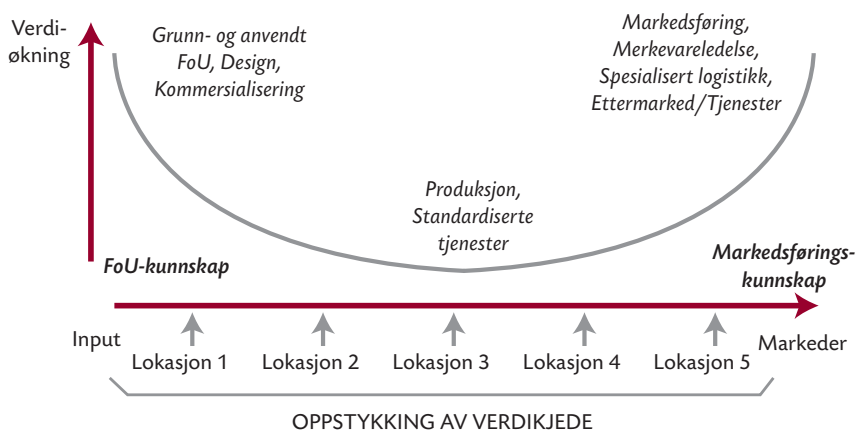 Verdi-
økning
Grunn- og anvendt
FoU, Design,
Kommersialisering
Markedsføring,
Merkevareledelse,
Spesialisert logistikk,
Ettermarked/Tjenester
Produksjon,
Standardiserte
tjenester
FoU-kunnskap
Markedsførings-
kunnskap
Input
Lokasjon 1
Lokasjon 2
Lokasjon 3
Lokasjon 4
Lokasjon 5
Markeder
OPPSTYKKING AV VERDIKJEDE